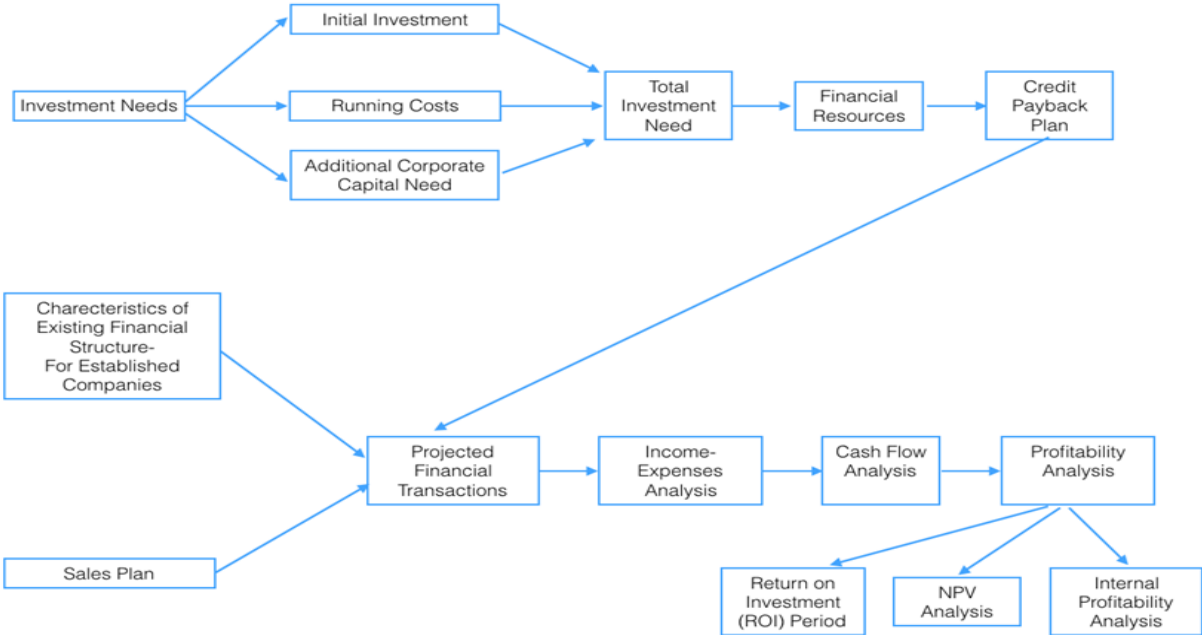 Initial Investment
Investment Needs
Running Costs
Additional Corporate
Capital Need
Total
Investment
Need
Financial
Resources
Credit
Payback
Plan
Charecteristics of
Existing Financial
Structure-
For Established
Companies
Sales Plan
Projected
Financial
Transactions
Income-
Expenses
Analysis
Cash Flow
Analysis
Profitability
Analysis
Return on
Investment
(ROI) Period
NPV
Analysis
Internal
Profitability
Analysis